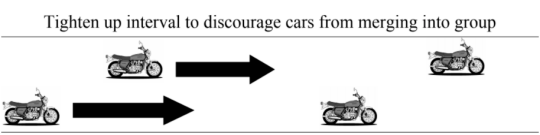 Tighten up interval to discourage cars from merging into group